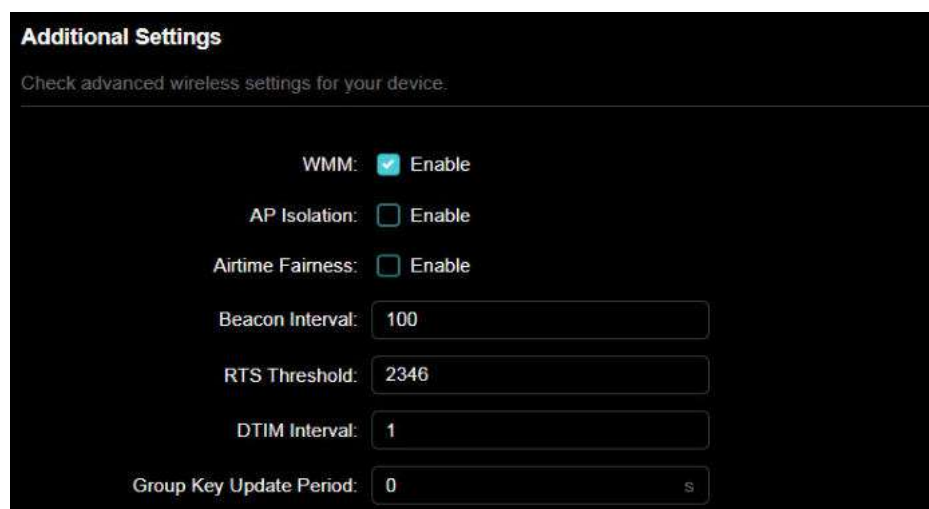 Additional Settings
Check advanced wireless settings for your device.
WMM: Enable
AP Isolation: Enable
Airtime Fairness: Enable
Beacon Interval: 100
RTS Threshold: 2346
DTIM Interval: 1
Group Key Update Period: 0 s